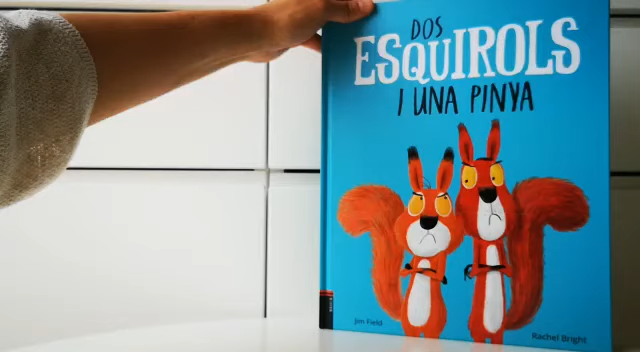 DOS
ESQUIROLS
I UNA PINYA
Jim Field
Rachel Bright